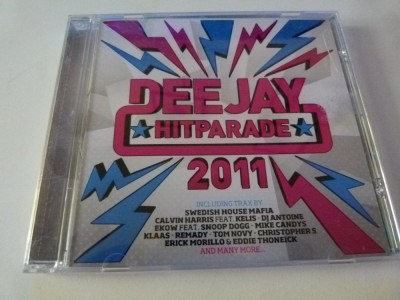 DEEJAY
HITPARADE
2011
INCLUDING TRAX BY
SWEDISH HOUSE MAFIA
CALVIN HARRIS FEAT. KELIS · DJ ANTOINE
EKOW FEAT. SNOOP DOGG · MIKE CANDYS
KLAAS · REMADY · TOM NOVY · CHRISTOPHER S
ERICK MORILLO & EDDIE THONEICK
AND MANY MORE...